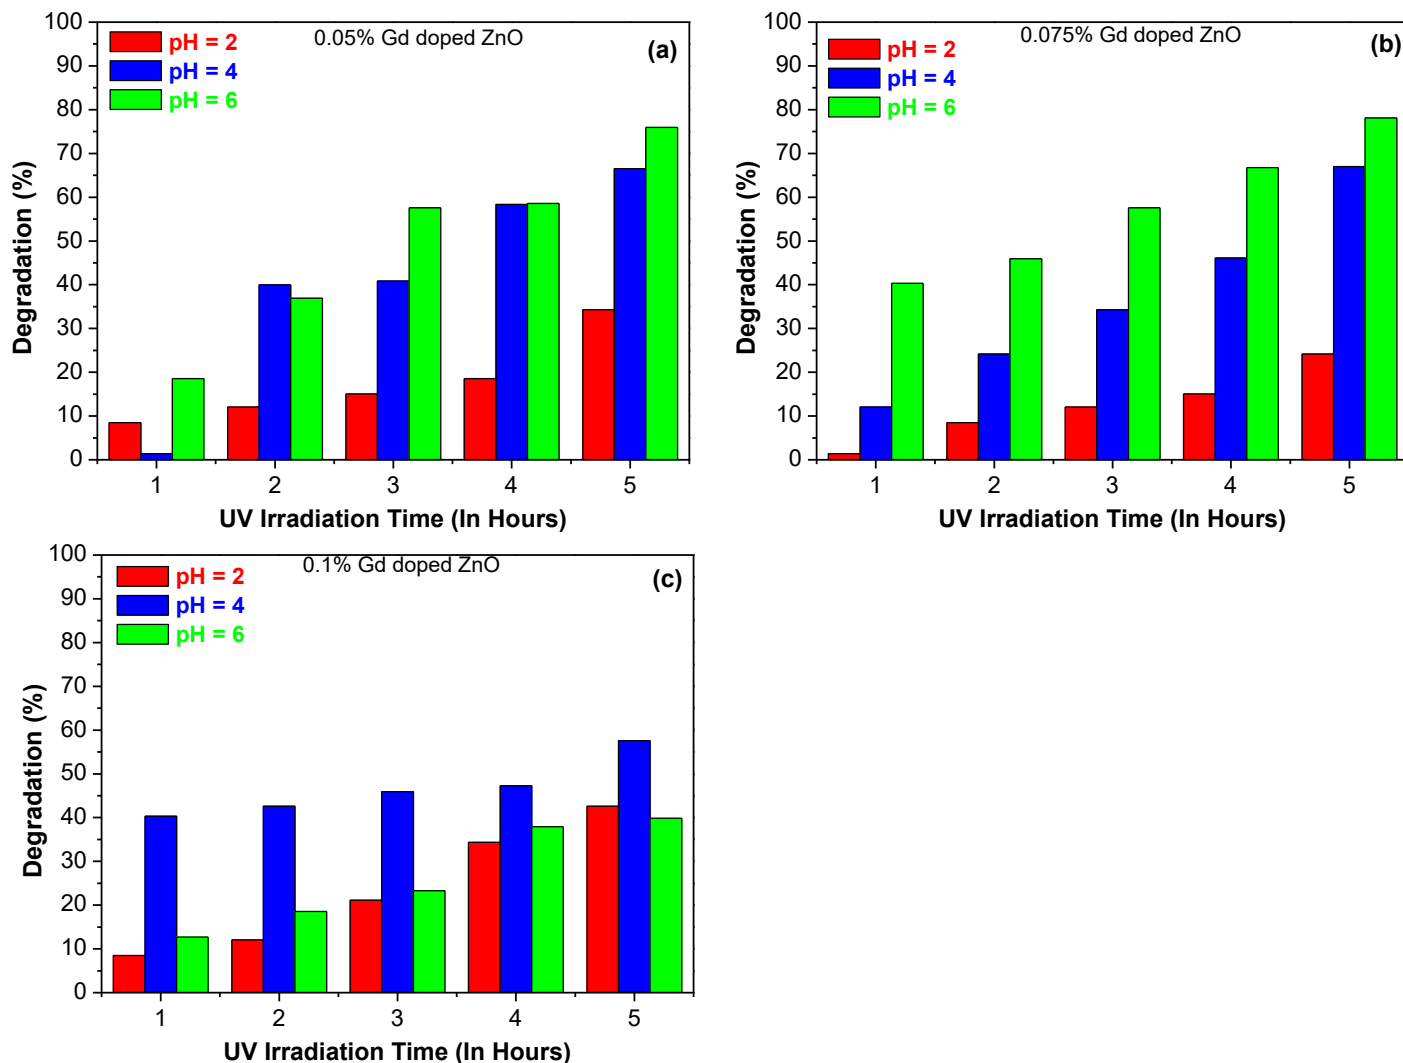 0.05% Gd doped ZnO
(a)
pH = 2
pH = 4
pH = 6
100
90
80
70
60
50
40
30
20
10
0
Degradation (%)
1 2 3 4 5
UV Irradiation Time (In Hours)
0.075% Gd doped ZnO
(b)
pH = 2
pH = 4
pH = 6
100
90
80
70
60
50
40
30
20
10
0
Degradation (%)
1 2 3 4 5
UV Irradiation Time (In Hours)
0.1% Gd doped ZnO
(c)
pH = 2
pH = 4
pH = 6
100
90
80
70
60
50
40
30
20
10
0
Degradation (%)
1 2 3 4 5
UV Irradiation Time (In Hours)